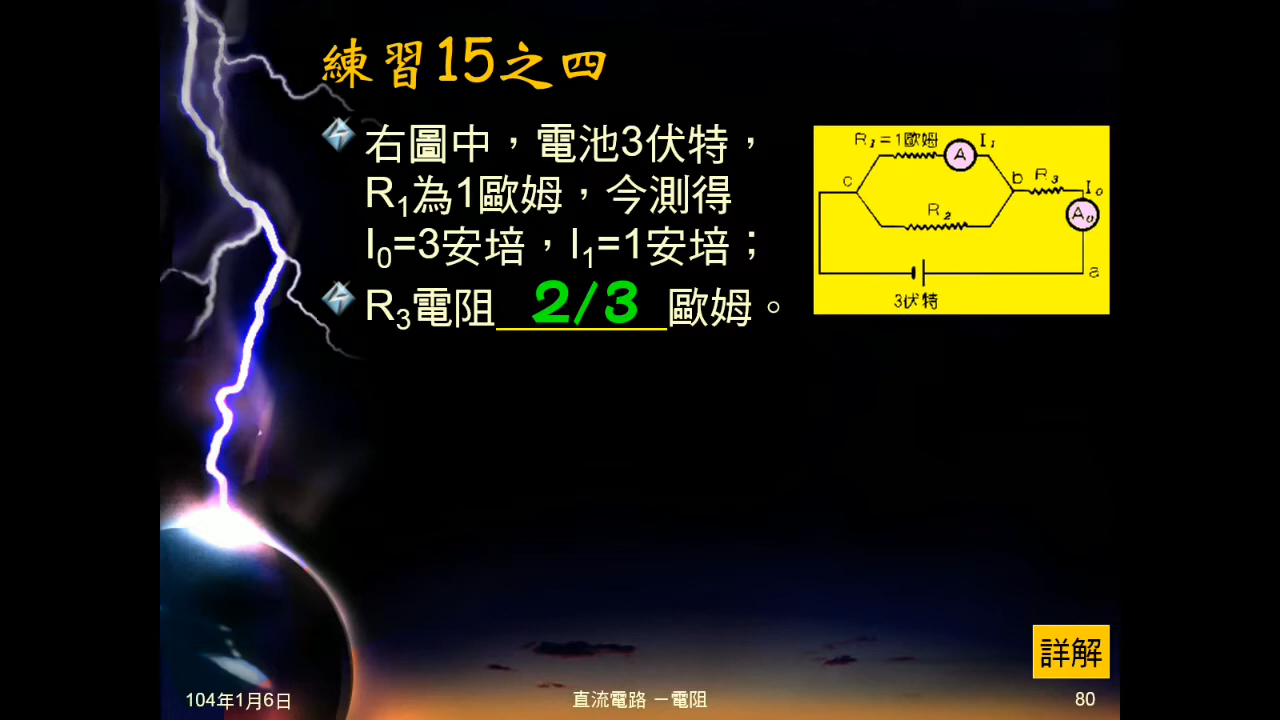 練習15之四
右圖中，電池3伏特，
R₁為1歐姆，今測得
I₀=3安培，I₁=1安培；
R₃電阻 2/3 歐姆。
R₁=1歐姆
A
I₁
c
b
R₃
I₀
R₂
A₀
a
3伏特
詳解
104年1月6日
直流電路 －電阻
80